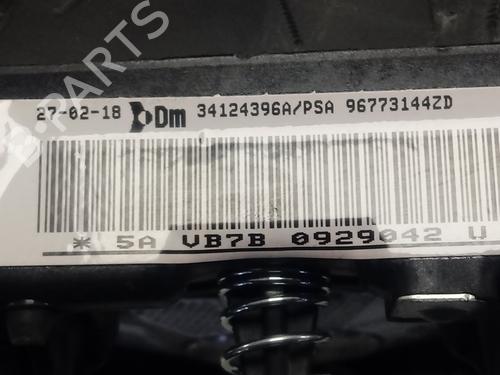 27-02-18 Dm 34124396A/PSA 96773144ZD
* 5A VB7B 0929042 W
B-PARTS